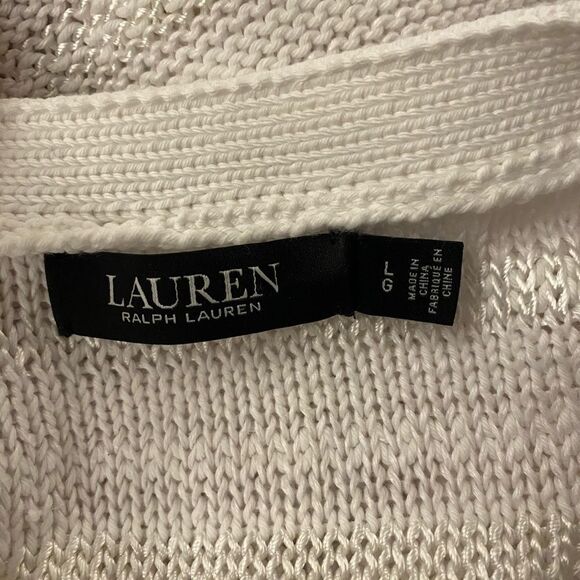 LAUREN
RALPH LAUREN
L
G
MADE IN
CHINA
FABRIQUÉ EN
CHINE